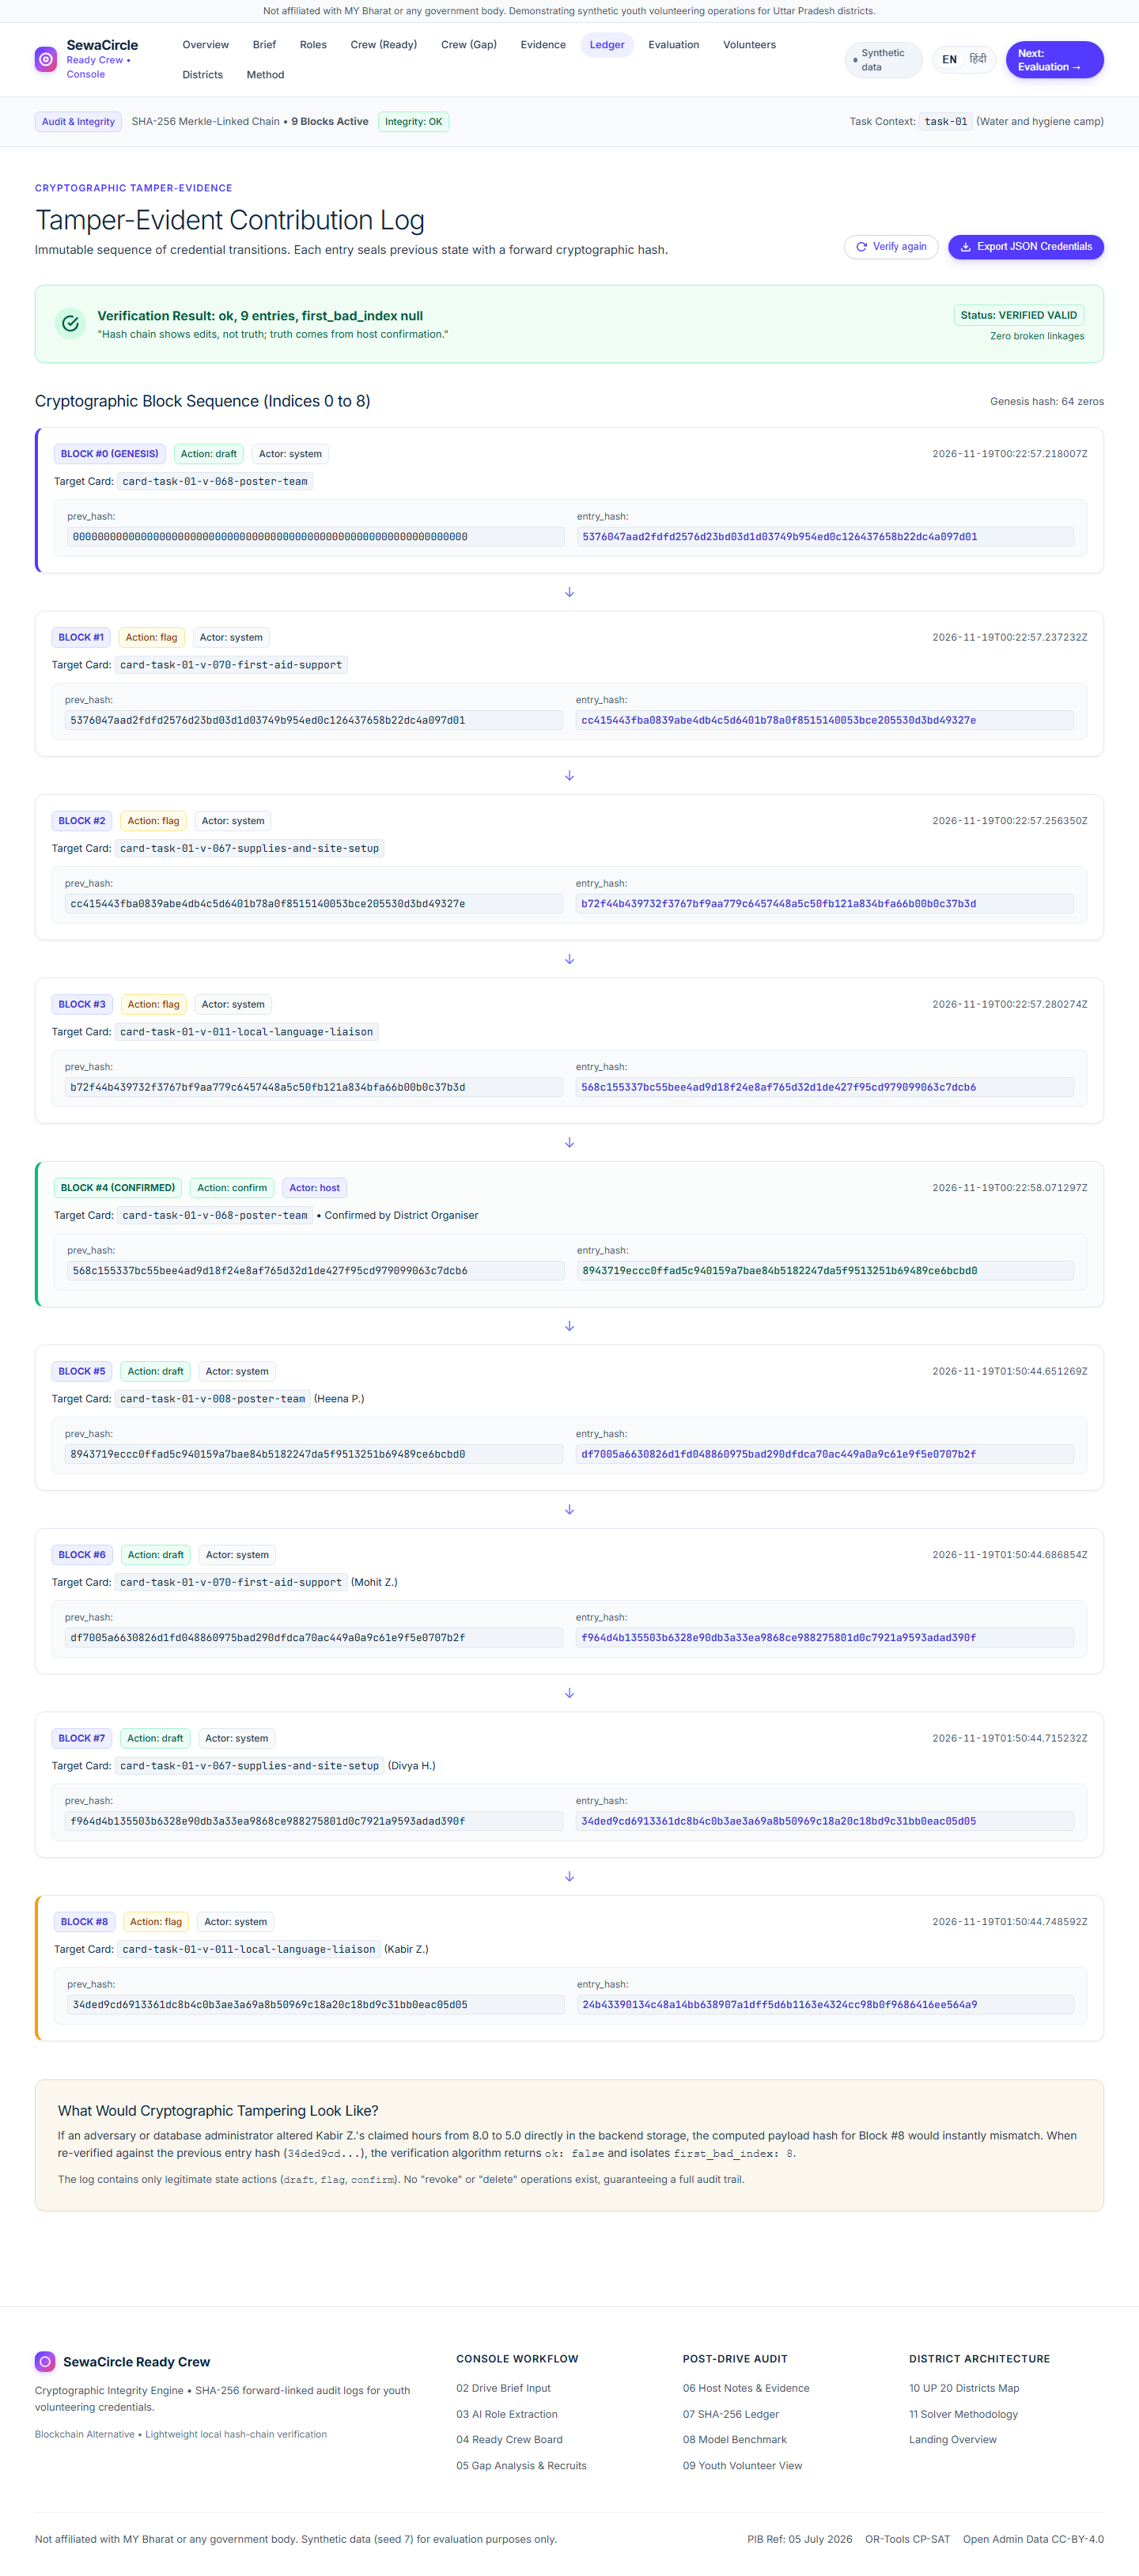 Not affiliated with MY Bharat or any government body. Demonstrating synthetic youth volunteering operations for Uttar Pradesh districts.
SewaCircle
Ready Crew •
Console
Overview Brief Roles Crew (Ready) Crew (Gap) Evidence Ledger Evaluation Volunteers
Districts Method
Synthetic
data
EN हिंदी
Next:
Evaluation →
Audit & Integrity SHA-256 Merkle-Linked Chain • 9 Blocks Active Integrity: OK
Task Context: task-01 (Water and hygiene camp)
CRYPTOGRAPHIC TAMPER-EVIDENCE
Tamper-Evident Contribution Log
Immutable sequence of credential transitions. Each entry seals previous state with a forward cryptographic hash.
Verify again
Export JSON Credentials
Verification Result: ok, 9 entries, first_bad_index null
"Hash chain shows edits, not truth; truth comes from host confirmation."
Status: VERIFIED VALID
Zero broken linkages
Cryptographic Block Sequence (Indices 0 to 8)
Genesis hash: 64 zeros
BLOCK #0 (GENESIS) Action: draft Actor: system 2026-11-19T00:22:57.218007Z
Target Card: card-task-01-v-068-poster-team
prev_hash: entry_hash:
0000000000000000000000000000000000000000000000000000000000000000 5376047aad2fdfd2576d23bd03d1d03749b954ed0c126437658b22dc4a097d01
↓
BLOCK #1 Action: flag Actor: system 2026-11-19T00:22:57.237232Z
Target Card: card-task-01-v-070-first-aid-support
prev_hash: entry_hash:
5376047aad2fdfd2576d23bd03d1d03749b954ed0c126437658b22dc4a097d01 cc415443fba0839abe4db4c5d6401b78a0f8515140053bce205530d3bd49327e
↓
BLOCK #2 Action: flag Actor: system 2026-11-19T00:22:57.256350Z
Target Card: card-task-01-v-067-supplies-and-site-setup
prev_hash: entry_hash:
cc415443fba0839abe4db4c5d6401b78a0f8515140053bce205530d3bd49327e b72f44b439732f3767bf9aa779c6457448a5c50fb121a834bfa66b00b0c37b3d
↓
BLOCK #3 Action: flag Actor: system 2026-11-19T00:22:57.280274Z
Target Card: card-task-01-v-011-local-language-liaison
prev_hash: entry_hash:
b72f44b439732f3767bf9aa779c6457448a5c50fb121a834bfa66b00b0c37b3d 568c155337bc55bee4ad9d18f24e8af765d32d1de427f95cd979099063c7dcb6
↓
BLOCK #4 (CONFIRMED) Action: confirm Actor: host 2026-11-19T00:22:58.071297Z
Target Card: card-task-01-v-068-poster-team • Confirmed by District Organiser
prev_hash: entry_hash:
568c155337bc55bee4ad9d18f24e8af765d32d1de427f95cd979099063c7dcb6 8943719eccc0ffad5c940159a7bae84b5182247da5f9513251b69489ce6bcbd0
↓
BLOCK #5 Action: draft Actor: system 2026-11-19T01:50:44.651269Z
Target Card: card-task-01-v-008-poster-team (Heena P.)
prev_hash: entry_hash:
8943719eccc0ffad5c940159a7bae84b5182247da5f9513251b69489ce6bcbd0 df7005a6630826d1fd048860975bad290dfdca70ac449a0a9c61e9f5e0707b2f
↓
BLOCK #6 Action: draft Actor: system 2026-11-19T01:50:44.686854Z
Target Card: card-task-01-v-070-first-aid-support (Mohit Z.)
prev_hash: entry_hash:
df7005a6630826d1fd048860975bad290dfdca70ac449a0a9c61e9f5e0707b2f f964d4b135503b6328e90db3a33ea9868ce988275801d0c7921a9593adad390f
↓
BLOCK #7 Action: draft Actor: system 2026-11-19T01:50:44.715232Z
Target Card: card-task-01-v-067-supplies-and-site-setup (Divya H.)
prev_hash: entry_hash:
f964d4b135503b6328e90db3a33ea9868ce988275801d0c7921a9593adad390f 34ded9cd6913361dc8b4c0b3ae3a69a8b50969c18a20c18bd9c31bb0eac05d05
↓
BLOCK #8 Action: flag Actor: system 2026-11-19T01:50:44.748592Z
Target Card: card-task-01-v-011-local-language-liaison (Kabir Z.)
prev_hash: entry_hash:
34ded9cd6913361dc8b4c0b3ae3a69a8b50969c18a20c18bd9c31bb0eac05d05 24b43390134c48a14bb638907a1dff5d6b1163e4324cc98b0f9686416ee564a9
What Would Cryptographic Tampering Look Like?
If an adversary or database administrator altered Kabir Z.'s claimed hours from 8.0 to 5.0 directly in the backend storage, the computed payload hash for Block #8 would instantly mismatch. When
re-verified against the previous entry hash (34ded9cd...), the verification algorithm returns ok: false and isolates first_bad_index: 8.
The log contains only legitimate state actions (draft, flag, confirm). No "revoke" or "delete" operations exist, guaranteeing a full audit trail.
SewaCircle Ready Crew
Cryptographic Integrity Engine • SHA-256 forward-linked audit logs for youth
volunteering credentials.
Blockchain Alternative • Lightweight local hash-chain verification
CONSOLE WORKFLOW
02 Drive Brief Input
03 AI Role Extraction
04 Ready Crew Board
05 Gap Analysis & Recruits
POST-DRIVE AUDIT
06 Host Notes & Evidence
07 SHA-256 Ledger
08 Model Benchmark
09 Youth Volunteer View
DISTRICT ARCHITECTURE
10 UP 20 Districts Map
11 Solver Methodology
Landing Overview
Not affiliated with MY Bharat or any government body. Synthetic data (seed 7) for evaluation purposes only.
PIB Ref: 05 July 2026 OR-Tools CP-SAT Open Admin Data CC-BY-4.0